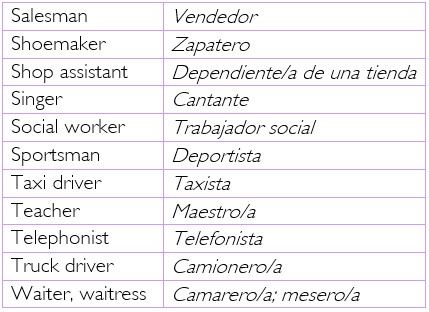 Salesman Vendedor
Shoemaker Zapatero
Shop assistant Dependiente/a de una tienda
Singer Cantante
Social worker Trabajador social
Sportsman Deportista
Taxi driver Taxista
Teacher Maestro/a
Telephonist Telefonista
Truck driver Camionero/a
Waiter, waitress Camarero/a; mesero/a